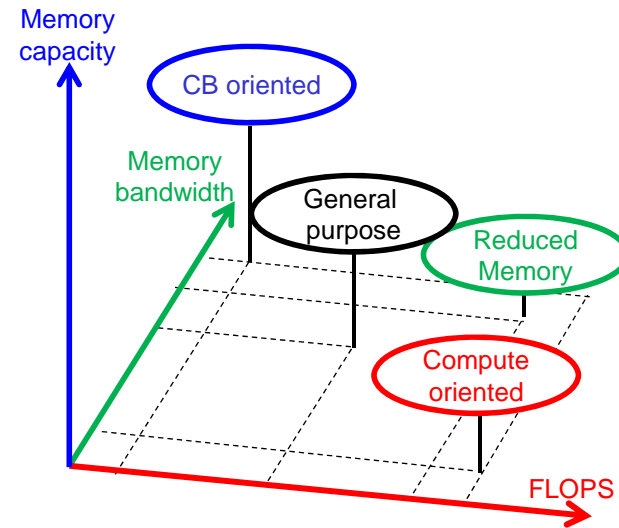 Memory
capacity
CB oriented
Memory
bandwidth
General
purpose
Reduced
Memory
Compute
oriented
FLOPS